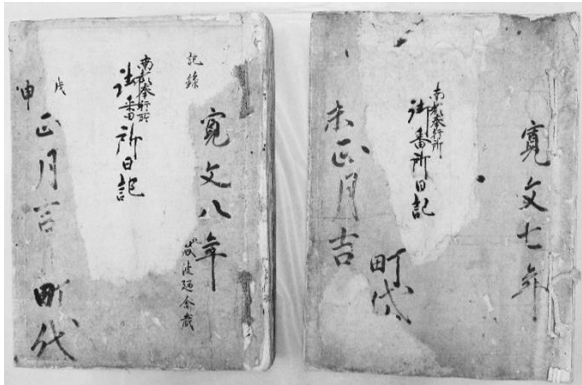 寛文七年
南都奉行所
御番所日記
町代
未正月吉
寛文八年
記録
南都奉行所
御番所日記
戊
申
正月吉
町代